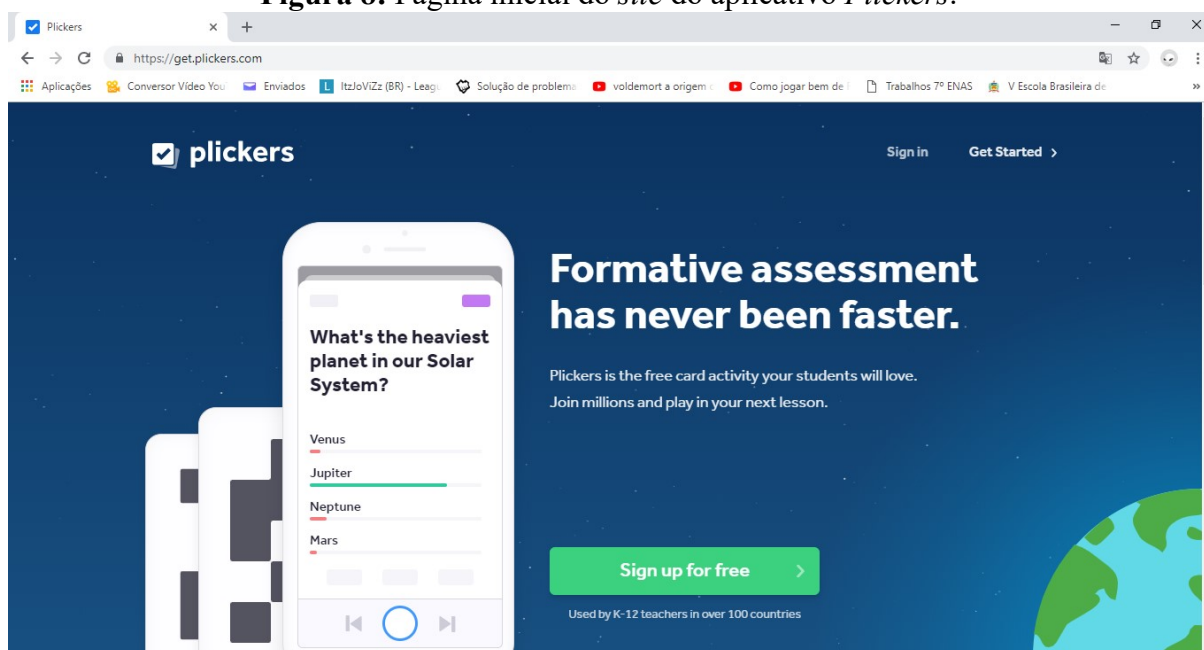 Figura 6: Página inicial do site do aplicativo Plickers.
Plickers
https://get.plickers.com
Aplicações Conversor Vídeo You Enviados ItzJoViZz (BR) - Leagu Solução de problema voldemort a origem Como jogar bem de Trabalhos 7º ENAS V Escola Brasileira de »
plickers
Sign in Get Started >
Formative assessment
has never been faster.
Plickers is the free card activity your students will love.
Join millions and play in your next lesson.
What's the heaviest
planet in our Solar
System?
Venus
Jupiter
Neptune
Mars
Sign up for free >
Used by K-12 teachers in over 100 countries